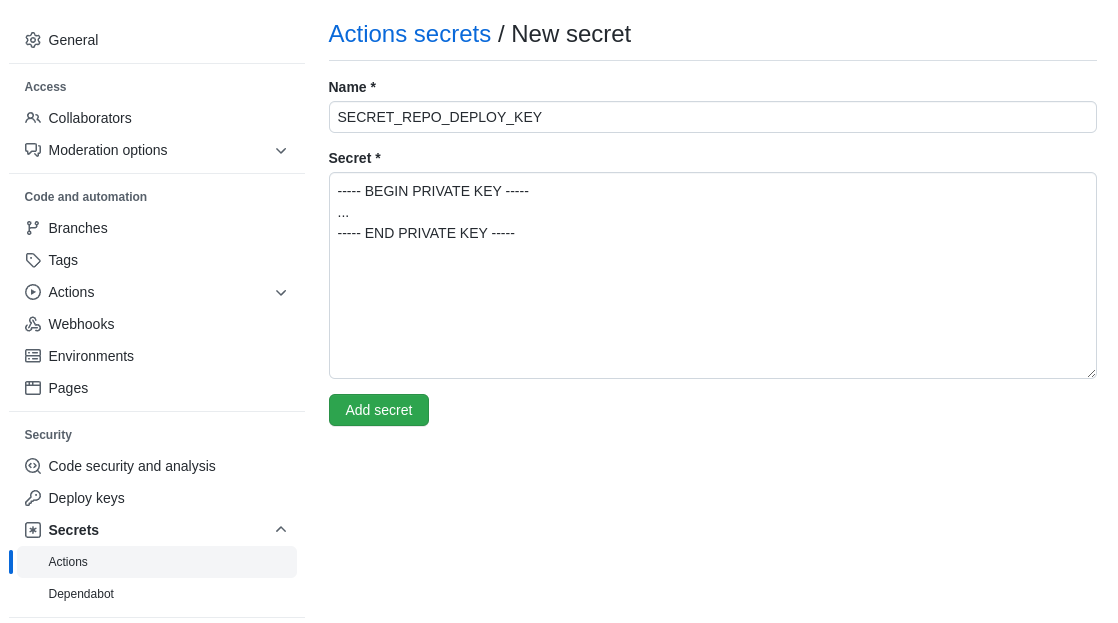 General
Access
Collaborators
Moderation options
Code and automation
Branches
Tags
Actions
Webhooks
Environments
Pages
Security
Code security and analysis
Deploy keys
Secrets
Actions
Dependabot
Actions secrets / New secret
Name *
SECRET_REPO_DEPLOY_KEY
Secret *
----- BEGIN PRIVATE KEY -----
...
----- END PRIVATE KEY -----
Add secret